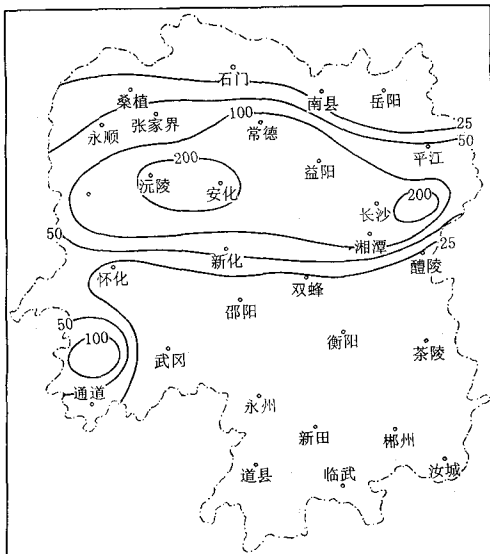 石门
桑植
南县
岳阳
100
25
永顺
张家界
常德
50
平江
200
沅陵
安化
益阳
长沙
200
50
湘潭
25
新化
醴陵
怀化
双峰
邵阳
50
100
衡阳
武冈
茶陵
通道
永州
新田
郴州
道县
临武
汝城